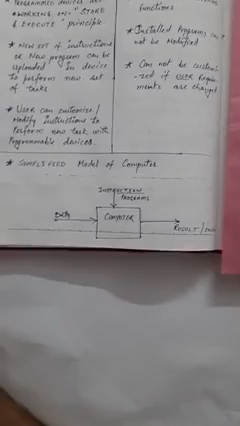 PROGRAMMED DEVICES ARE
WORKING ON "STORE
& EXECUTE" principle.
* NEW SET OF instructions
OR New program can be
uploaded in device
to perform new set
of tasks
* USER can customize/
Modify instructions to
Perform new task with
Programmable devices.
functions
* Installed Programs can't
not be Modified
* Can not be customi-
zed if USER Require-
ments are changed
* SIMPLIFIED Model of Computer
INSTRUCTION
PROGRAMS
DATA
COMPUTER
RESULT/